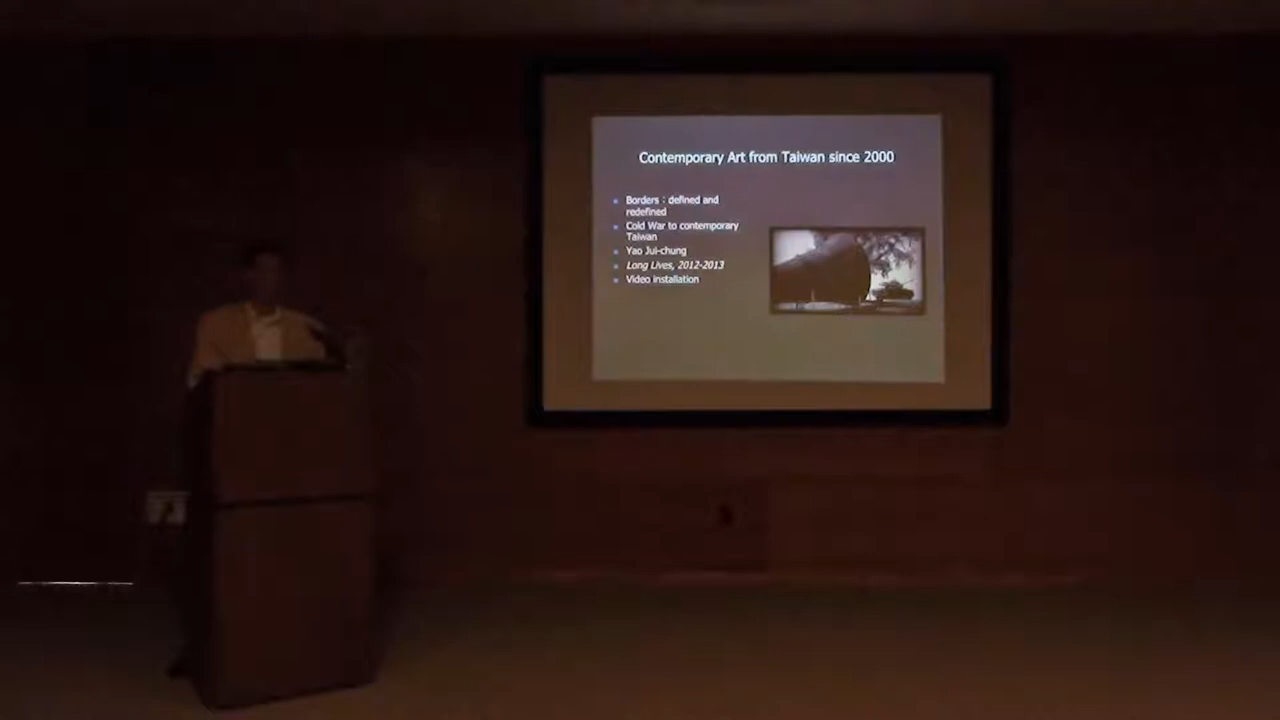 Contemporary Art from Taiwan since 2000
Borders : defined and
redefined
Cold War to contemporary
Taiwan
Yao Jui-chung
Long Lives, 2012-2013
Video installation